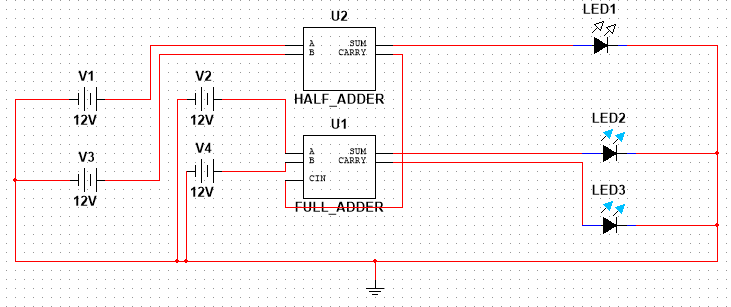 LED1
U2
A
SUM
B
CARRY
V1
V2
HALF_ADDER
12V
12V
U1
LED2
V3
V4
A
SUM
B
CARRY
CIN
12V
12V
FULL_ADDER
LED3